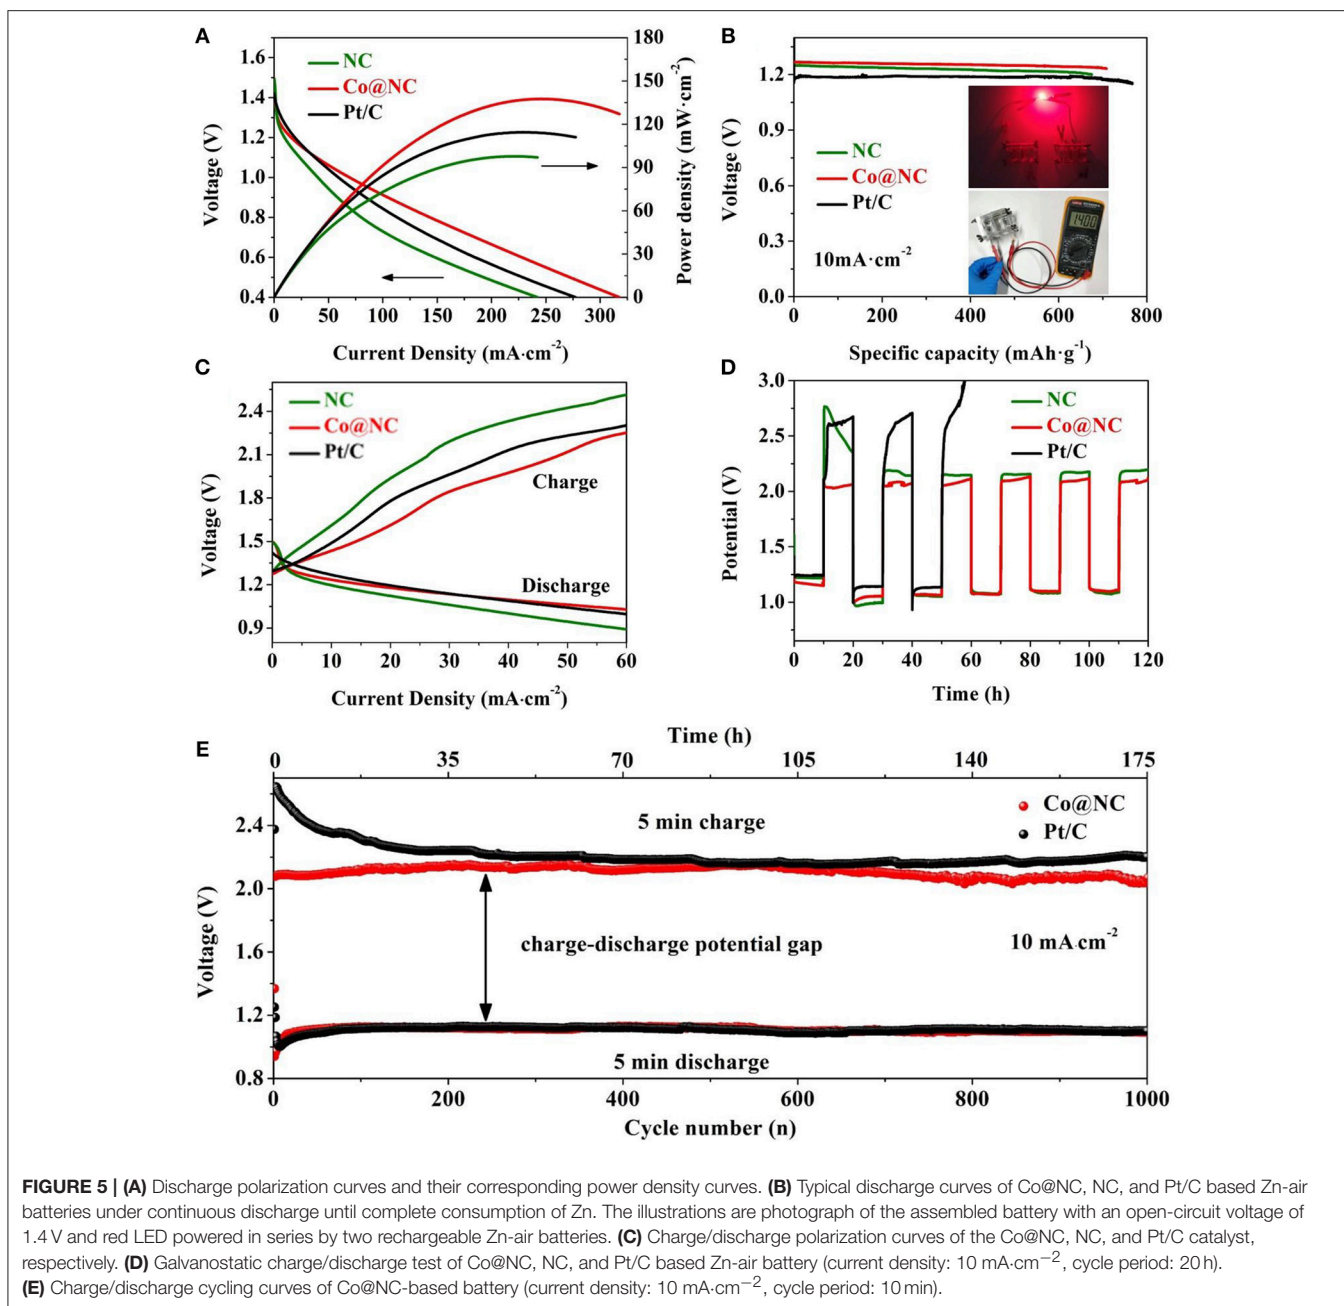 A
180
B
1.6
NC
150
1.2
1.4
Co@NC
Pt/C
120
0.9
1.2
90
NC
1.0
0.6
Co@NC
60
0.8
Pt/C
0.3
30
0.6
10mA·cm-2
1400
0.4
0
0.0
0 50 100 150 200 250 300
0 200 400 600 800
Voltage (V)
Power density (mW·cm-2)
Voltage (V)
Current Density (mA·cm-2)
Specific capacity (mAh·g-1)
C
D
NC
Co@NC
Pt/C
2.4
2.1
1.8
1.5
1.2
0.9
Charge
Discharge
Voltage (V)
0 10 20 30 40 50 60
Current Density (mA·cm-2)
3.0
2.5
2.0
1.5
1.0
NC
Co@NC
Pt/C
Potential (V)
0 20 40 60 80 100 120
Time (h)
E
Time (h)
0 35 70 105 140 175
2.4
2.0
1.6
1.2
0.8
5 min charge
Co@NC
Pt/C
charge-discharge potential gap
10 mA·cm-2
5 min discharge
Voltage (V)
0 200 400 600 800 1000
Cycle number (n)
FIGURE 5 | (A) Discharge polarization curves and their corresponding power density curves. (B) Typical discharge curves of Co@NC, NC, and Pt/C based Zn-air
batteries under continuous discharge until complete consumption of Zn. The illustrations are photograph of the assembled battery with an open-circuit voltage of
1.4 V and red LED powered in series by two rechargeable Zn-air batteries. (C) Charge/discharge polarization curves of the Co@NC, NC, and Pt/C catalyst,
respectively. (D) Galvanostatic charge/discharge test of Co@NC, NC, and Pt/C based Zn-air battery (current density: 10 mA·cm−2, cycle period: 20 h).
(E) Charge/discharge cycling curves of Co@NC-based battery (current density: 10 mA·cm−2, cycle period: 10 min).